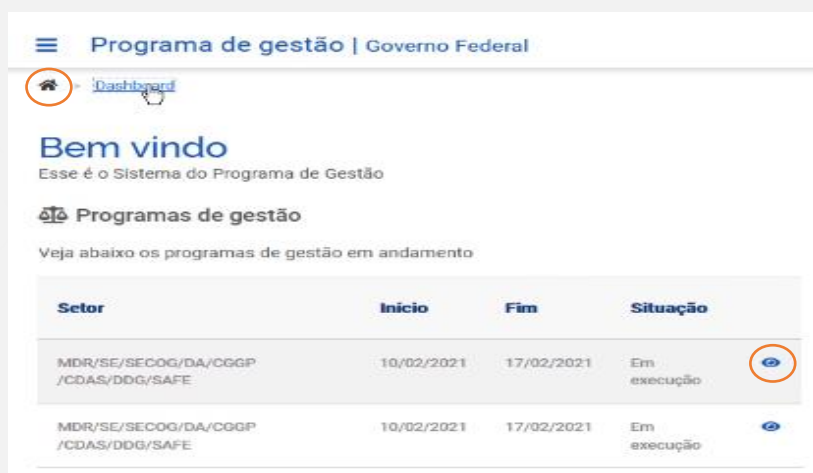 Programa de gestão | Governo Federal
Dashboard
Bem vindo
Esse é o Sistema do Programa de Gestão
Programas de gestão
Veja abaixo os programas de gestão em andamento
Setor Início Fim Situação
MDR/SE/SECOG/DA/CGGP 10/02/2021 17/02/2021 Em
/CDAS/DDG/SAFE execução
MDR/SE/SECOG/DA/CGGP 10/02/2021 17/02/2021 Em
/CDAS/DDG/SAFE execução